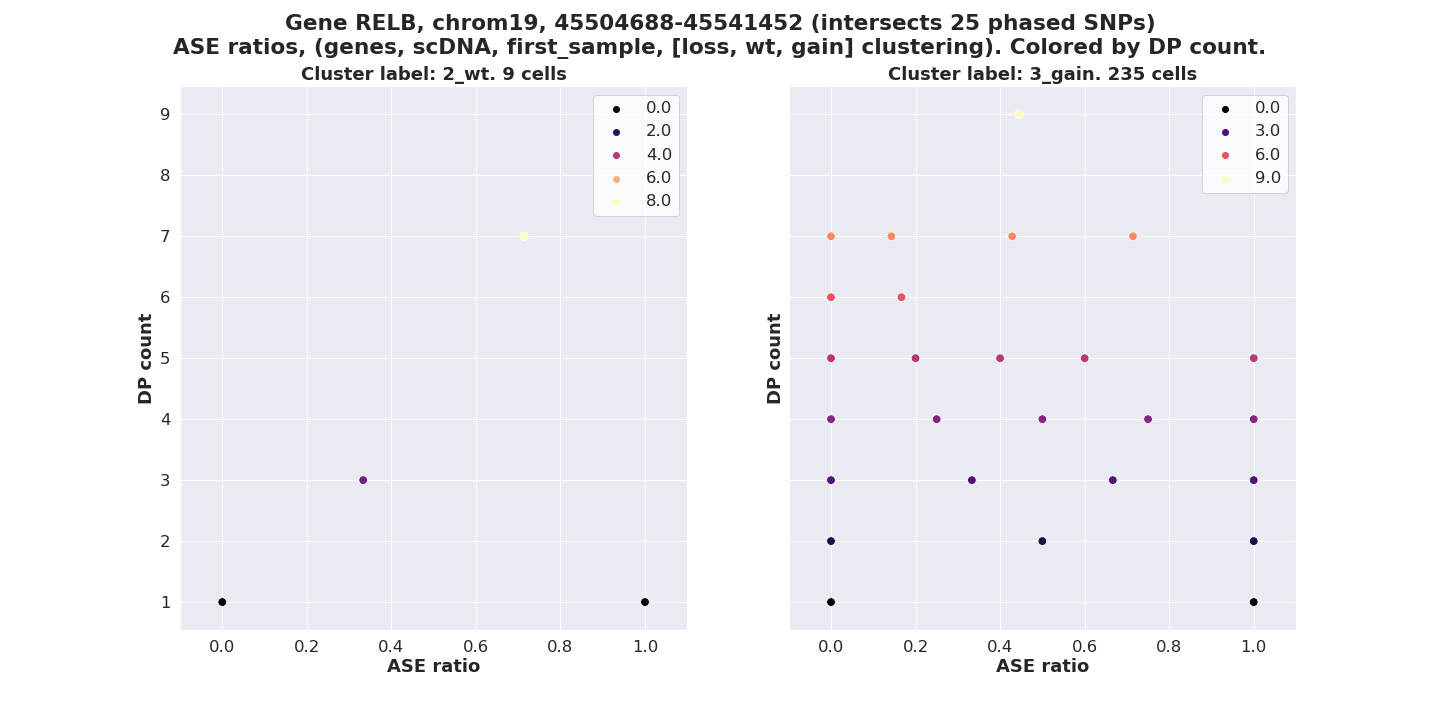 Gene RELB, chrom19, 45504688-45541452 (intersects 25 phased SNPs)
ASE ratios, (genes, scDNA, first_sample, [loss, wt, gain] clustering). Colored by DP count.
Cluster label: 2_wt. 9 cells
9
8
7
6
5
4
3
2
1
DP count
0.0
2.0
4.0
6.0
8.0
0.0 0.2 0.4 0.6 0.8 1.0
ASE ratio
Cluster label: 3_gain. 235 cells
DP count
0.0
3.0
6.0
9.0
0.0 0.2 0.4 0.6 0.8 1.0
ASE ratio